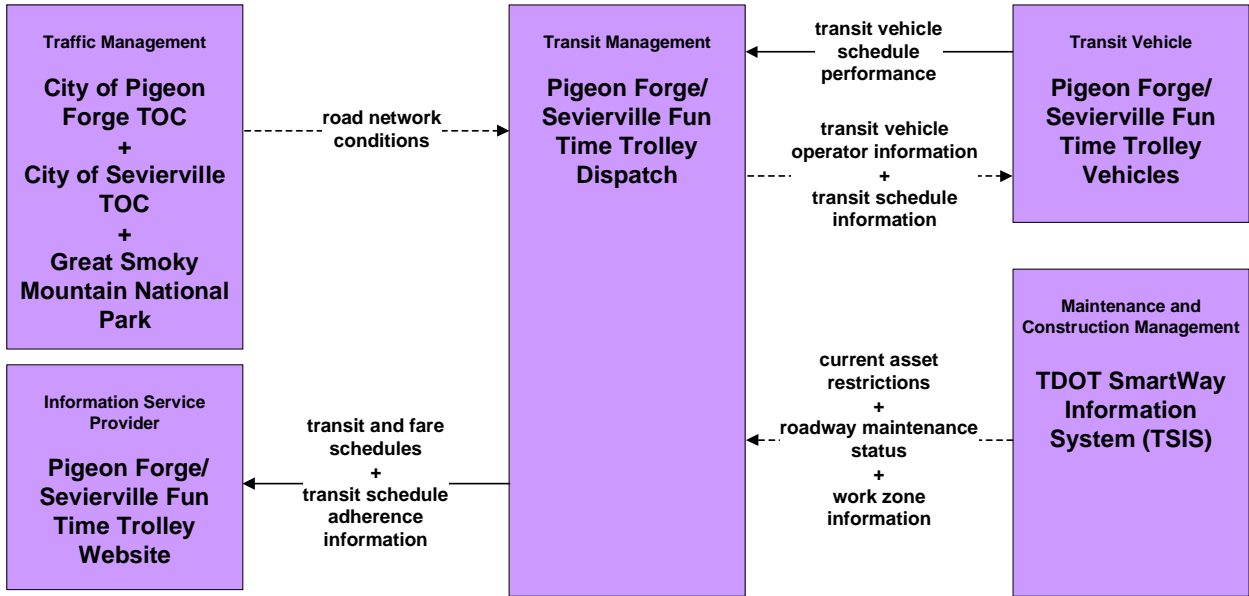 Traffic Management
City of Pigeon
Forge TOC
+
City of Sevierville
TOC
+
Great Smoky
Mountain National
Park
road network
conditions
Transit Management
Pigeon Forge/
Sevierville Fun
Time Trolley
Dispatch
transit vehicle
schedule
performance
transit vehicle
operator information
+
transit schedule
information
Transit Vehicle
Pigeon Forge/
Sevierville Fun
Time Trolley
Vehicles
Information Service
Provider
Pigeon Forge/
Sevierville Fun
Time Trolley
Website
transit and fare
schedules
+
transit schedule
adherence
information
current asset
restrictions
+
roadway maintenance
status
+
work zone
information
Maintenance and
Construction Management
TDOT SmartWay
Information
System (TSIS)